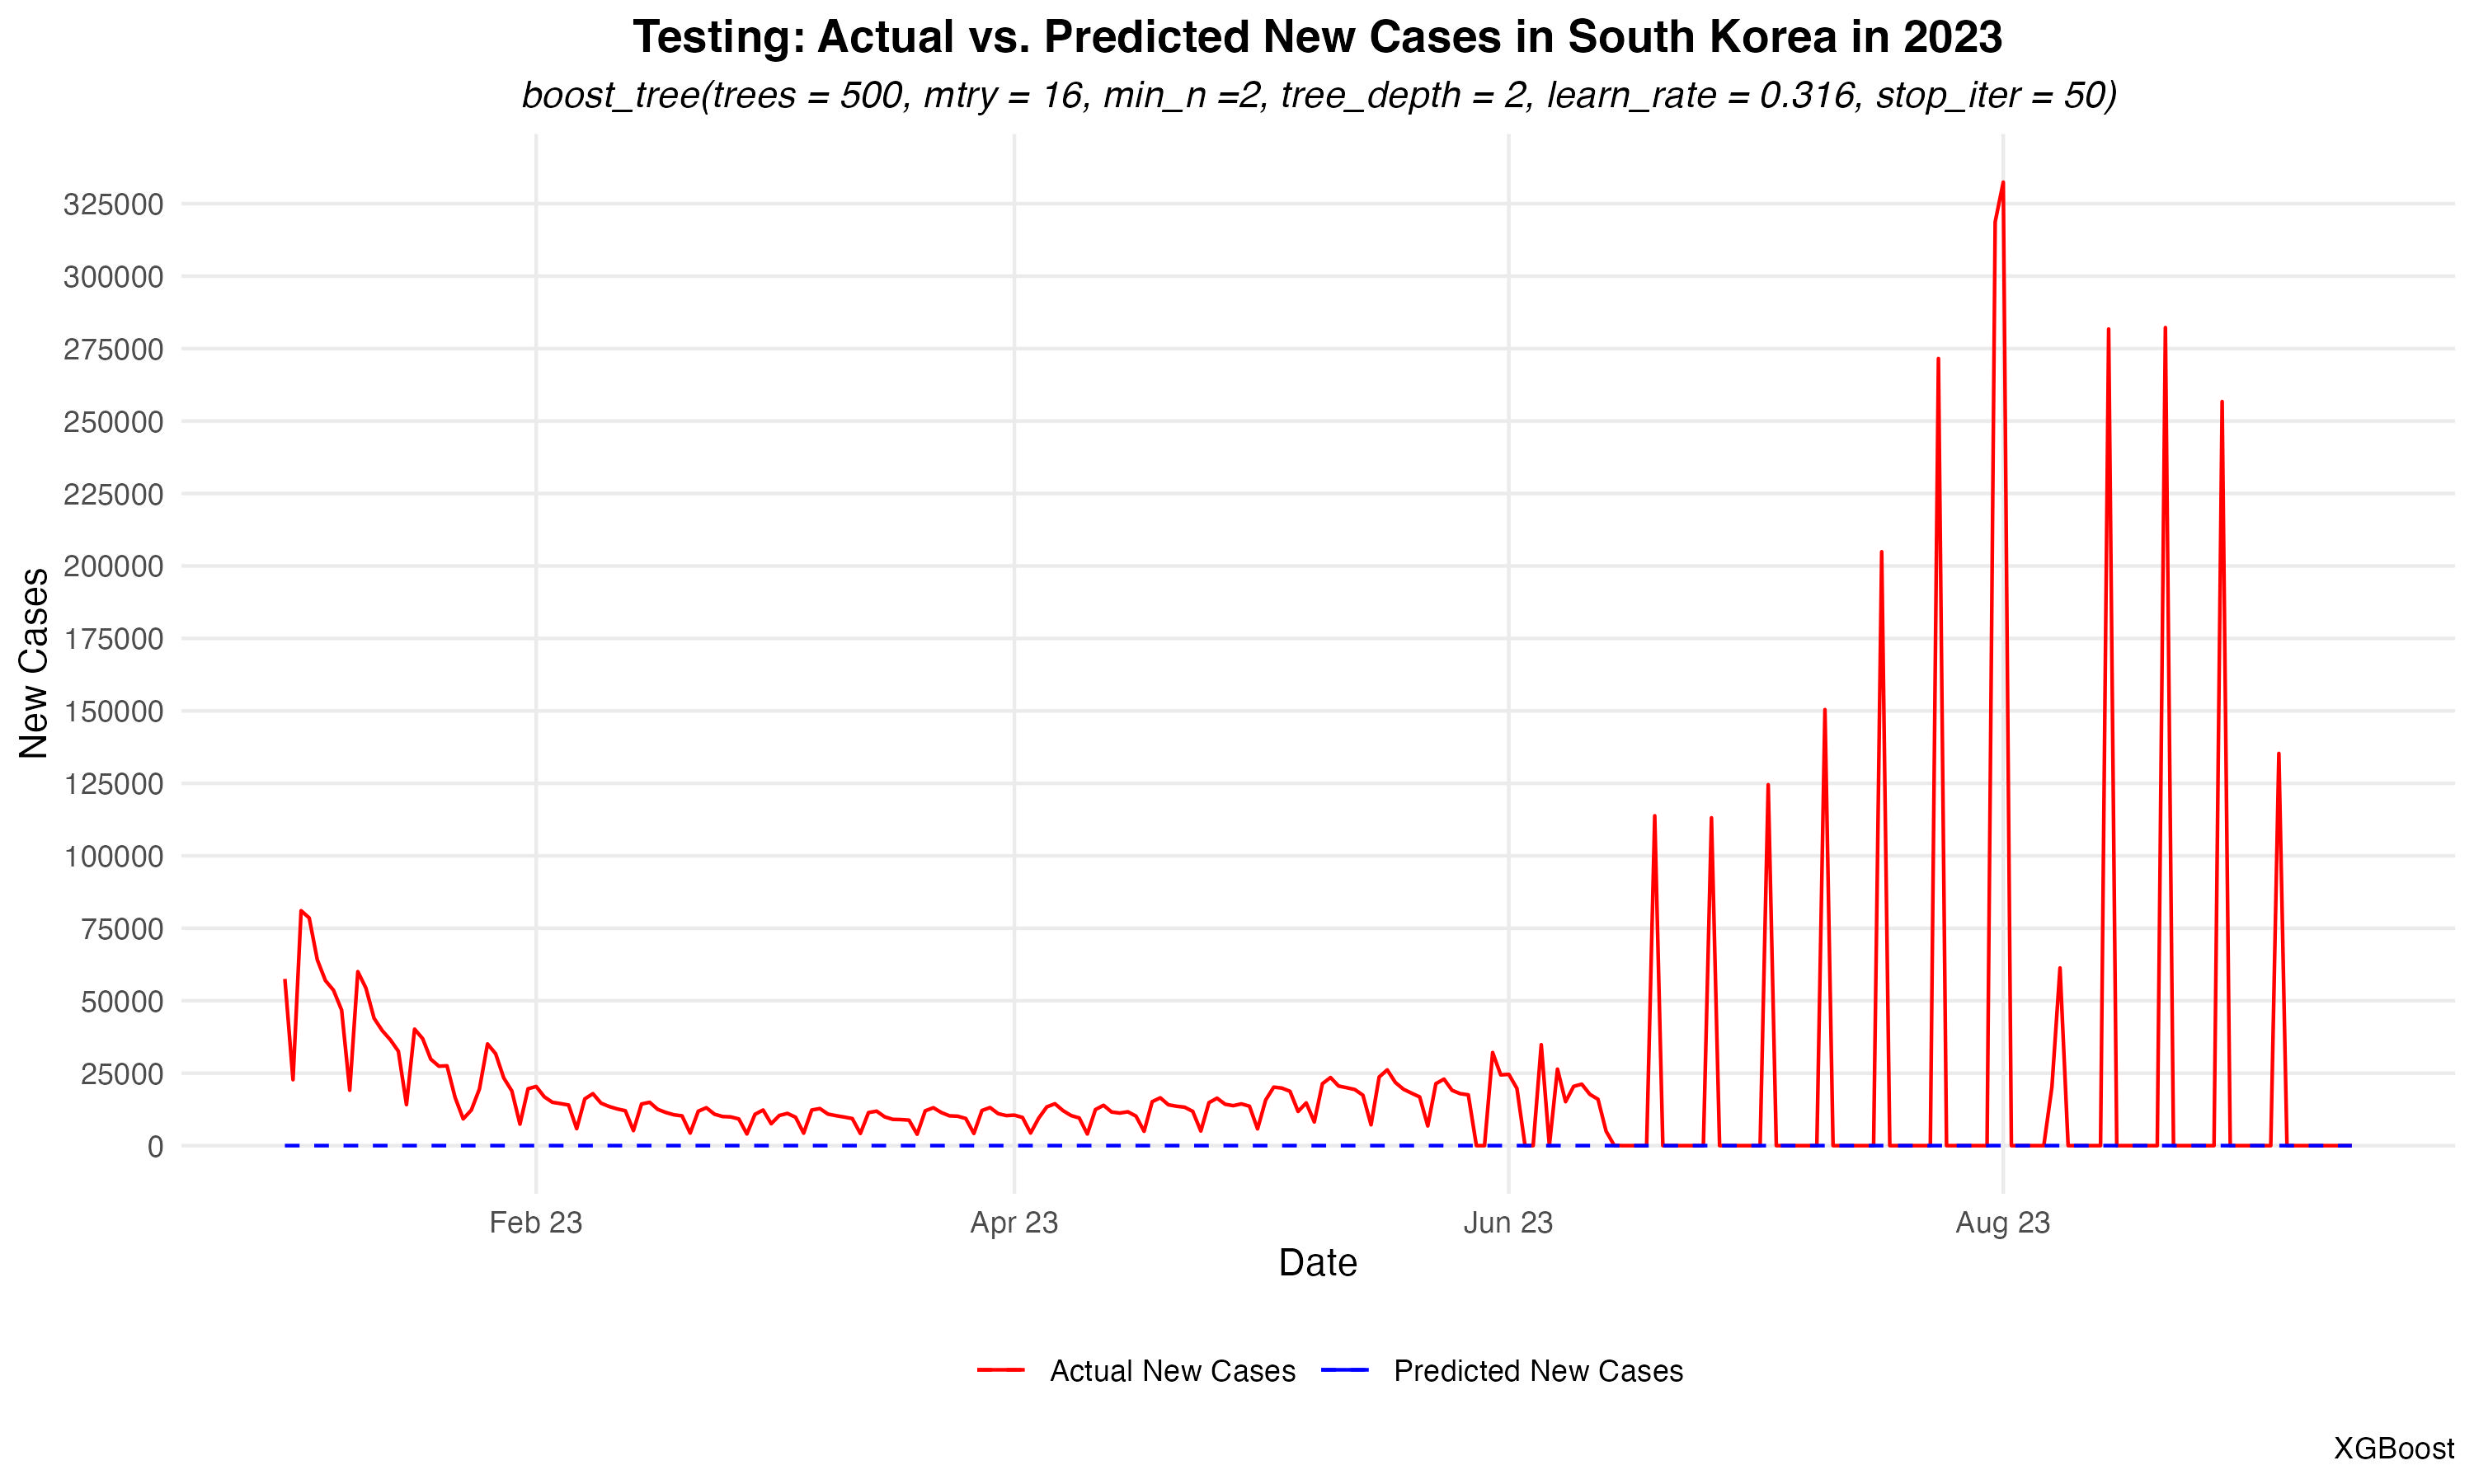 Testing: Actual vs. Predicted New Cases in South Korea in 2023
boost_tree(trees = 500, mtry = 16, min_n =2, tree_depth = 2, learn_rate = 0.316, stop_iter = 50)
New Cases
325000
300000
275000
250000
225000
200000
175000
150000
125000
100000
75000
50000
25000
0
Feb 23
Apr 23
Jun 23
Aug 23
Date
Actual New Cases
Predicted New Cases
XGBoost